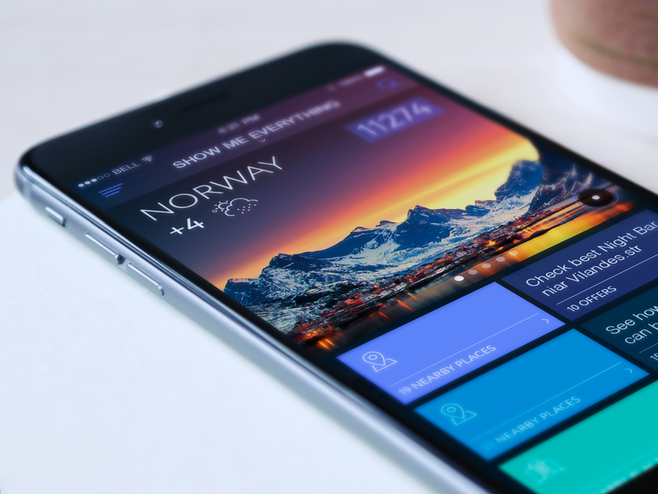 BELL
4:21 PM
SHOW ME EVERYTHING
11274
NORWAY
+4
Check best Night Bar
niar Vilandes.str
10 OFFERS
19 NEARBY PLACES
See how
can b
NEARBY PLACES